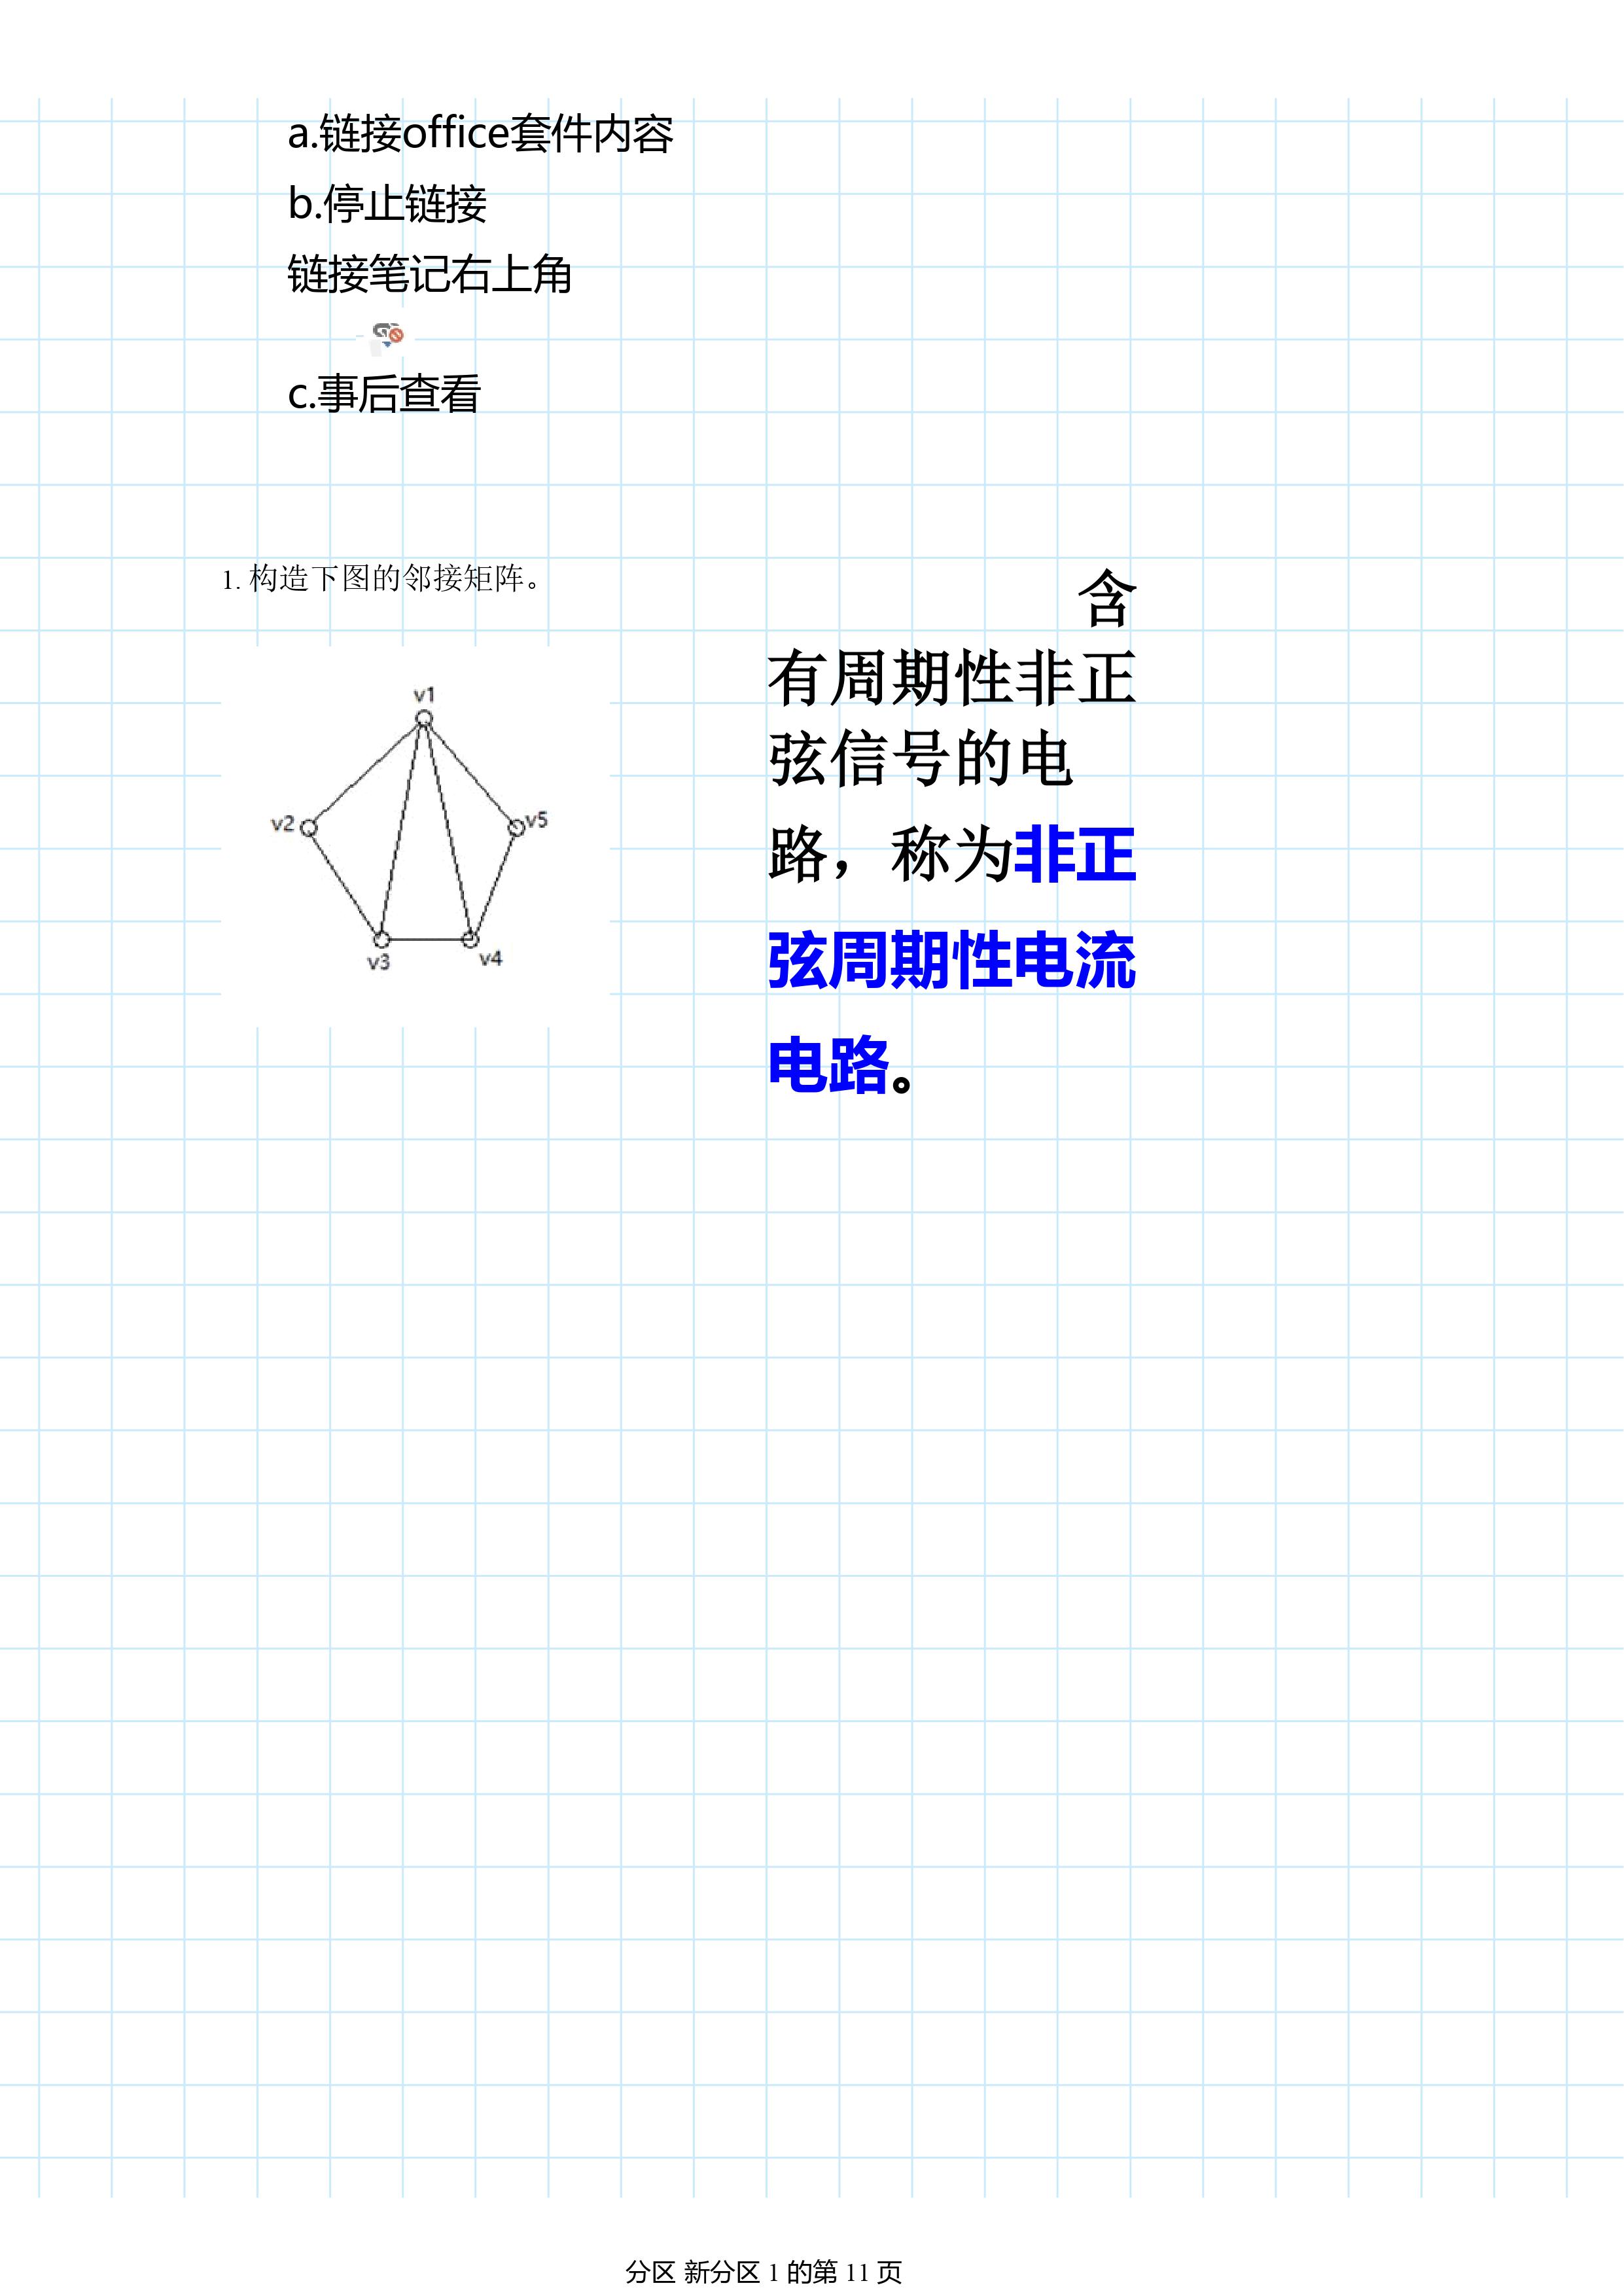 a.链接office套件内容
b.停止链接
链接笔记右上角
c.事后查看
1. 构造下图的邻接矩阵。
v1
v2
v5
v3
v4
含
有周期性非正
弦信号的电
路，称为非正
弦周期性电流
电路。
分区 新分区 1 的第 11 页